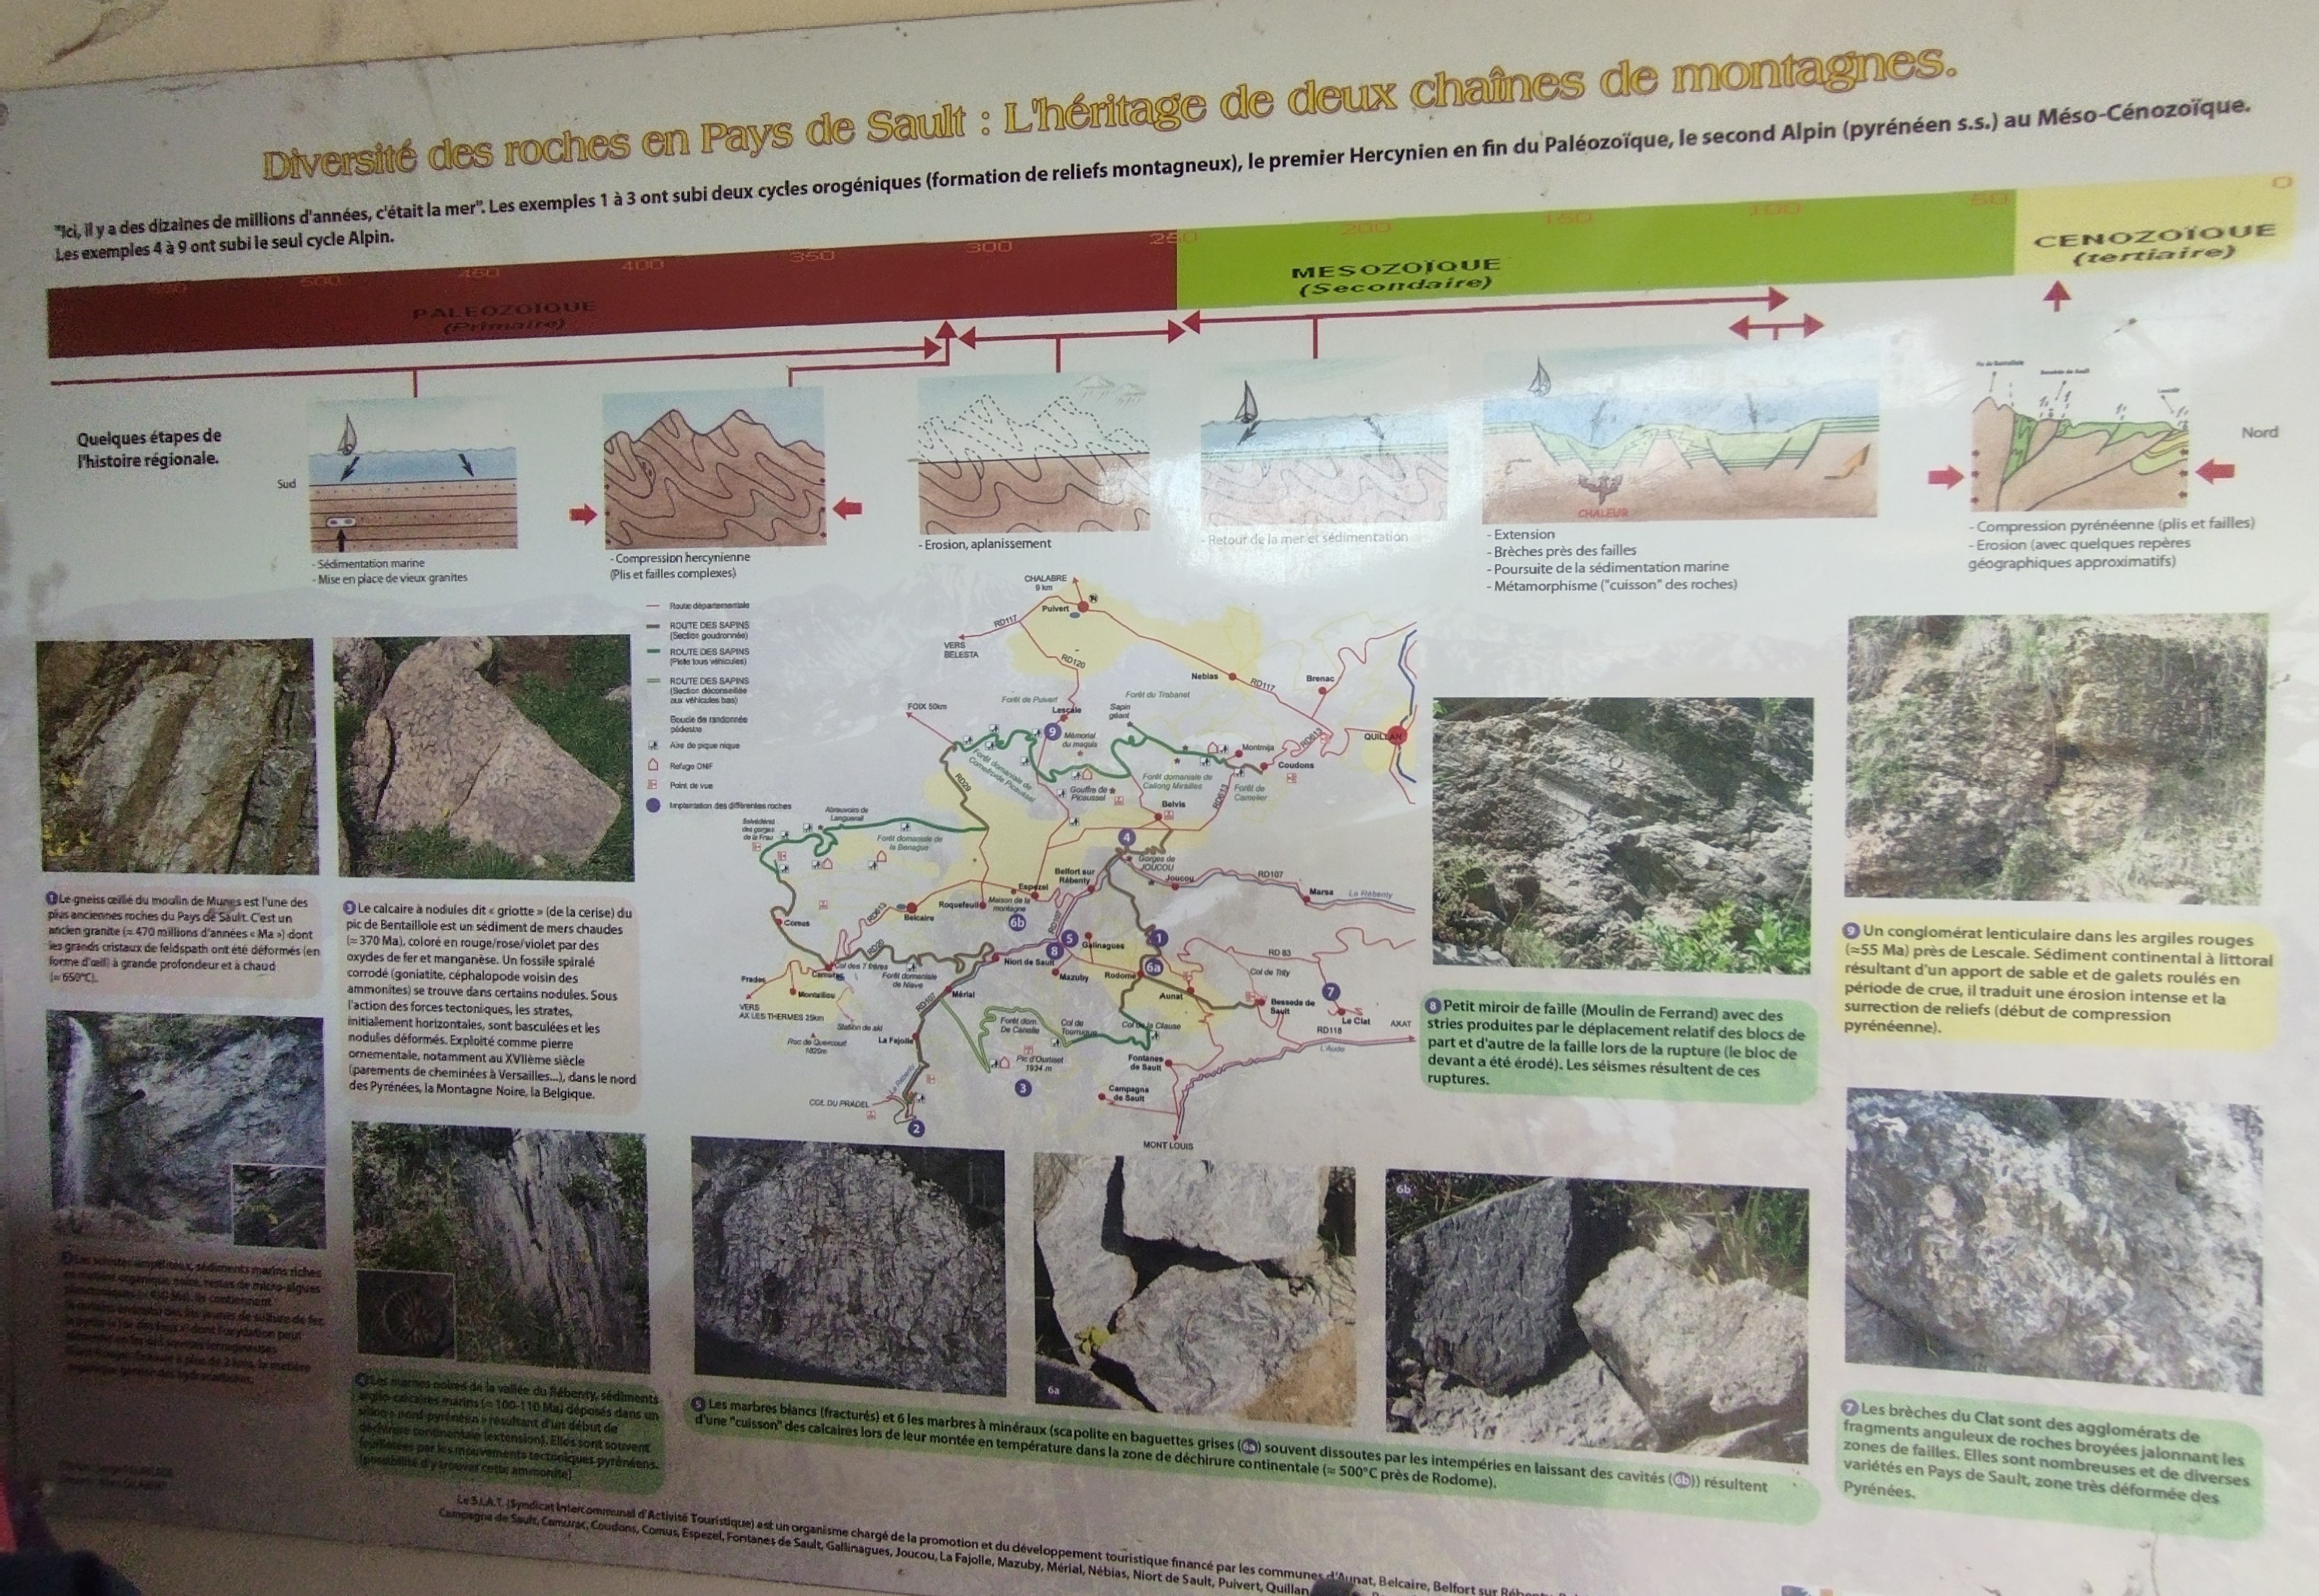 Diversité des roches en Pays de Sault : L'héritage de deux chaînes de montagnes.
"Ici, il y a des dizaines de millions d'années, c'était la mer". Les exemples 1 à 3 ont subi deux cycles orogéniques (formation de reliefs montagneux), le premier Hercynien en fin du Paléozoïque, le second Alpin (pyrénéen s.s.) au Méso-Cénozoïque.
Les exemples 4 à 9 ont subi le seul cycle Alpin.
500 450 400 350 300 250 200 150 100 50 0
PALEOZOÏQUE
(Primaire)
MESOZOÏQUE
(Secondaire)
CENOZOÏQUE
(tertiaire)
Quelques étapes de
l'histoire régionale.
Sud
Nord
CHALEUR
- Sédimentation marine
- Mise en place de vieux granites
- Compression hercynienne
(Plis et failles complexes)
- Erosion, aplanissement
- Retour de la mer et sédimentation
- Extension
- Brèches près des failles
- Poursuite de la sédimentation marine
- Métamorphisme ("cuisson" des roches)
- Compression pyrénéenne (plis et failles)
- Erosion (avec quelques repères
géographiques approximatifs)
Route départementale
ROUTE DES SAPINS
(Section goudronnée)
ROUTE DES SAPINS
(Piste tous véhicules)
ROUTE DES SAPINS
(Section déconseillée
aux véhicules bas)
Boucle de randonnée
pédestre
Aire de pique nique
Refuge ONF
Point de vue
Implantation des différentes roches
CHALABRE
9 km
Puivert
RD117
VERS
BELESTA
RD120
Nebias
RD117
Brenac
QUILLAN
FOIX 50km
Forêt de Puivert
Lescale
Forêt du Trabanet
Sapin
géant
9
Mémorial
du maquis
Montmija
RD613
Coudons
Forêt domaniale de
Comefroide Picaussel
Gouffre de
Picaussel
Forêt domaniale de
Callong Mirailles
Forêt de
Camelier
RD613
RD29
Belvis
Belvédère
des gorges
de la Frau
Abreuvoirs de
Languerail
Forêt domaniale de
la Benague
4
Gorges de
JOUCOU
Joucou
RD107
Marsa
Le Rébenty
Belfort sur
Rébenty
Espezel
Roquefeuil
Maison de la
montagne
6b
Belcaire
RD613
Comus
RD107
5
8
Galinagues
1
6a
Niort de Sault
Mazuby
Rodome
Aunat
RD 83
Col de Trity
7
Le Clat
Bessede de
Sault
RD118
AXAT
L'Aude
RD20
Col des 7 frères
Forêt domaniale
de Niave
Prades
Montaillou
VERS
AX LES THERMES 25km
Station de ski
Mérial
RD107
Roc de Quercourt
La Fajolle
Forêt dom.
De Canelle
Col de
Tourrugue
Col de la Clause
Pic d'Ourtiset
1934 m
3
Fontanes
de Sault
Campagna
de Sault
MONT LOUIS
COL DU PRADEL
2
1 Le gneiss œillé du moulin de Munes est l'une des
plus anciennes roches du Pays de Sault. C'est un
ancien granite (≈ 470 millions d'années « Ma ») dont
les grands cristaux de feldspath ont été déformés (en
forme d'œil) à grande profondeur et à chaud
(≈ 650°C).
3 Le calcaire à nodules dit « griotte » (de la cerise) du
pic de Bentaillole est un sédiment de mers chaudes
(≈ 370 Ma), coloré en rouge/rose/violet par des
oxydes de fer et manganèse. Un fossile spiralé
corrodé (goniatite, céphalopode voisin des
ammonites) se trouve dans certains nodules. Sous
l'action des forces tectoniques, les strates,
initialement horizontales, sont basculées et les
nodules déformés. Exploité comme pierre
ornementale, notamment au XVIIème siècle
(parements de cheminées à Versailles...), dans le nord
des Pyrénées, la Montagne Noire, la Belgique.
4 Les marnes noires de la vallée du Rébenty, sédiments
argilo-calcaires marins (≈ 100-110 Ma) déposés dans un
sillon « nord-pyrénéen » résultant d'un début de
déchirure continentale (extension). Elles sont souvent
feuilletées par les mouvements tectoniques pyrénéens.
(possibilité d'y trouver cette ammonite)
6a
6b
5 Les marbres blancs (fracturés) et 6 les marbres à minéraux (scapolite en baguettes grises (6a) souvent dissoutes par les intempéries en laissant des cavités (6b)) résultent
d'une "cuisson" des calcaires lors de leur montée en température dans la zone de déchirure continentale (≈ 500°C près de Rodome).
8 Petit miroir de faille (Moulin de Ferrand) avec des
stries produites par le déplacement relatif des blocs de
part et d'autre de la faille lors de la rupture (le bloc de
devant a été érodé). Les séismes résultent de ces
ruptures.
9 Un conglomérat lenticulaire dans les argiles rouges
(≈55 Ma) près de Lescale. Sédiment continental à littoral
résultant d'un apport de sable et de galets roulés en
période de crue, il traduit une érosion intense et la
surrection de reliefs (début de compression
pyrénéenne).
7 Les brèches du Clat sont des agglomérats de
fragments anguleux de roches broyées jalonnant les
zones de failles. Elles sont nombreuses et de diverses
variétés en Pays de Sault, zone très déformée des
Pyrénées.
Le S.I.A.T. (Syndicat Intercommunal d'Activité Touristique) est un organisme chargé de la promotion et du développement touristique financé par les communes d'Aunat, Belcaire, Belfort sur
Campagna de Sault, Camurac, Coudons, Comus, Espezel, Fontanes de Sault, Gallinagues, Joucou, La Fajolle, Mazuby, Mérial, Nébias, Niort de Sault, Puivert, Quillan